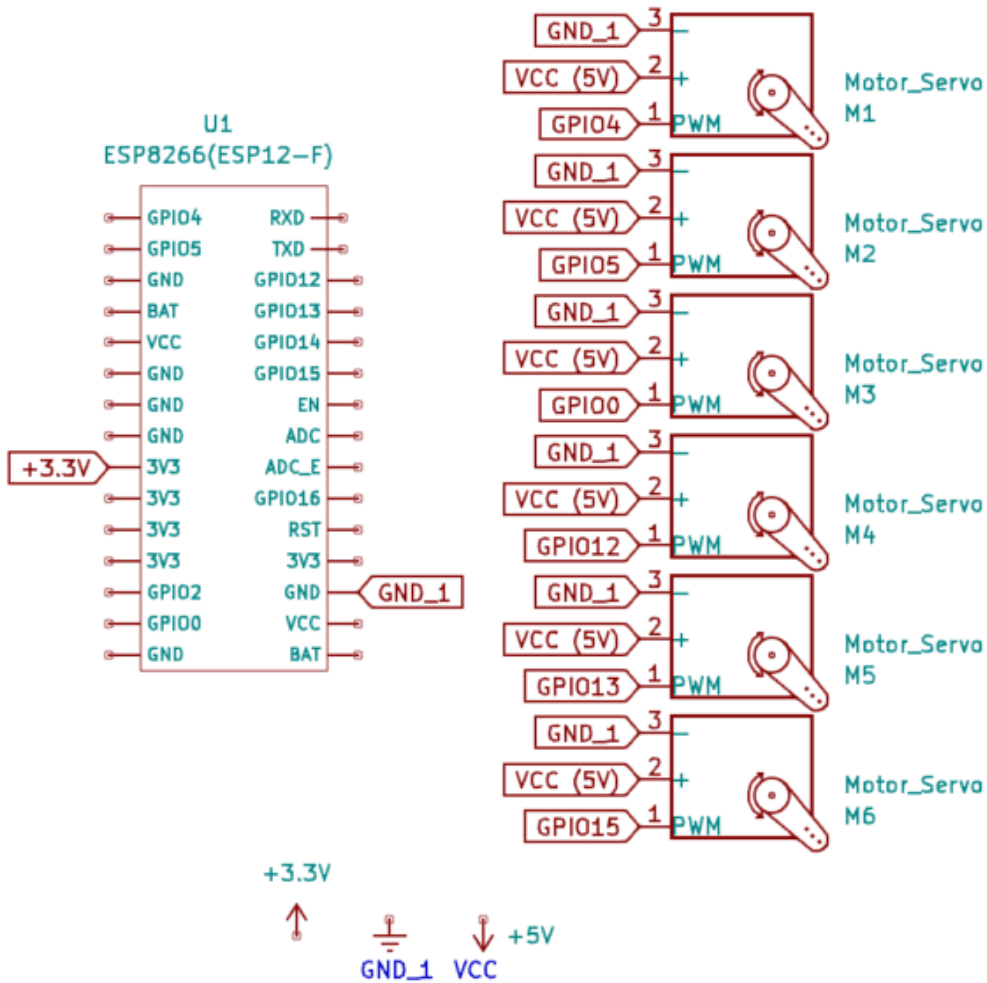 U1
ESP8266(ESP12-F)
GPIO4 RXD
GPIO5 TXD
GND GPIO12
BAT GPIO13
VCC GPIO14
GND GPIO15
GND EN
GND ADC
+3.3V 3V3 ADC_E
3V3 GPIO16
3V3 RST
3V3 3V3
GPIO2 GND GND_1
GPIO0 VCC
GND BAT
GND_1 3 −
VCC (5V) 2 +
GPIO4 1 PWM
Motor_Servo
M1
GND_1 3 −
VCC (5V) 2 +
GPIO5 1 PWM
Motor_Servo
M2
GND_1 3 −
VCC (5V) 2 +
GPIO0 1 PWM
Motor_Servo
M3
GND_1 3 −
VCC (5V) 2 +
GPIO12 1 PWM
Motor_Servo
M4
GND_1 3 −
VCC (5V) 2 +
GPIO13 1 PWM
Motor_Servo
M5
GND_1 3 −
VCC (5V) 2 +
GPIO15 1 PWM
Motor_Servo
M6
+3.3V
GND_1
+5V
VCC